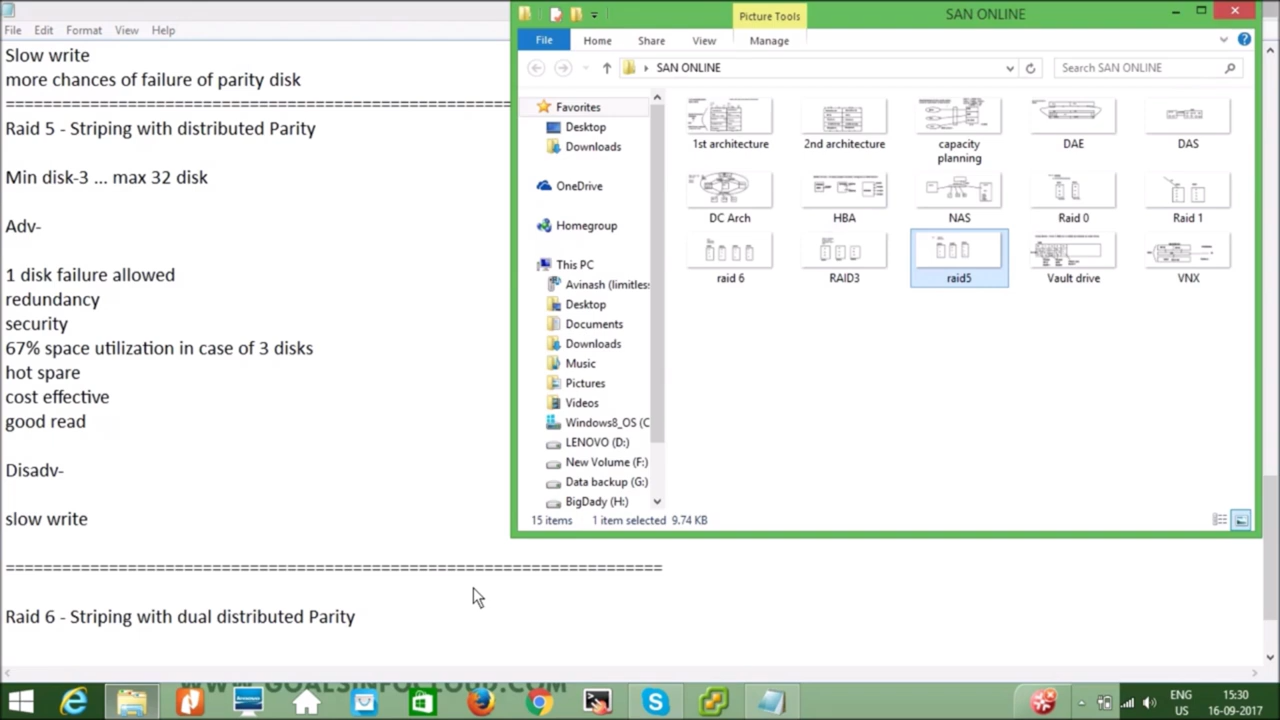 File Edit Format View Help
Slow write
more chances of failure of parity disk
======================================================
Raid 5 - Striping with distributed Parity
Min disk-3 ... max 32 disk
Adv-
1 disk failure allowed
redundancy
security
67% space utilization in case of 3 disks
hot spare
cost effective
good read
Disadv-
slow write
======================================================================
Raid 6 - Striping with dual distributed Parity
Picture Tools
SAN ONLINE
File Home Share View Manage
SAN ONLINE
Search SAN ONLINE
Favorites
Desktop
Downloads
OneDrive
Homegroup
This PC
Avinash (limitles
Desktop
Documents
Downloads
Music
Pictures
Videos
Windows8_OS (C
LENOVO (D:)
New Volume (F:)
Data backup (G:)
BigDady (H:)
1st architecture
2nd architecture
capacity
planning
DAE
DAS
DC Arch
HBA
NAS
Raid 0
Raid 1
raid 6
RAID3
raid5
Vault drive
VNX
15 items 1 item selected 9.74 KB
WWW.GOALSINFOCLOUD.COM
ENG
US
15:30
16-09-2017